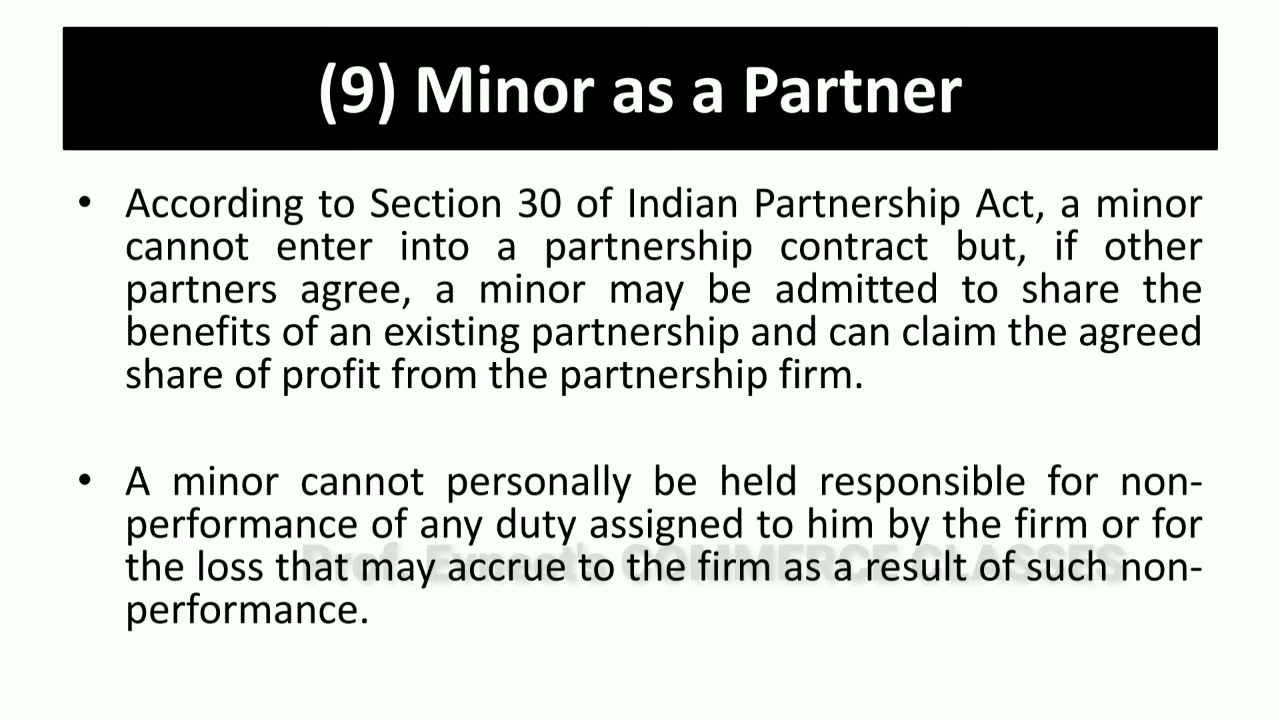 (9) Minor as a Partner
• According to Section 30 of Indian Partnership Act, a minor
cannot enter into a partnership contract but, if other
partners agree, a minor may be admitted to share the
benefits of an existing partnership and can claim the agreed
share of profit from the partnership firm.
• A minor cannot personally be held responsible for non-
performance of any duty assigned to him by the firm or for
the loss that may accrue to the firm as a result of such non-
performance.
Prof. COMMERCE CLASSES